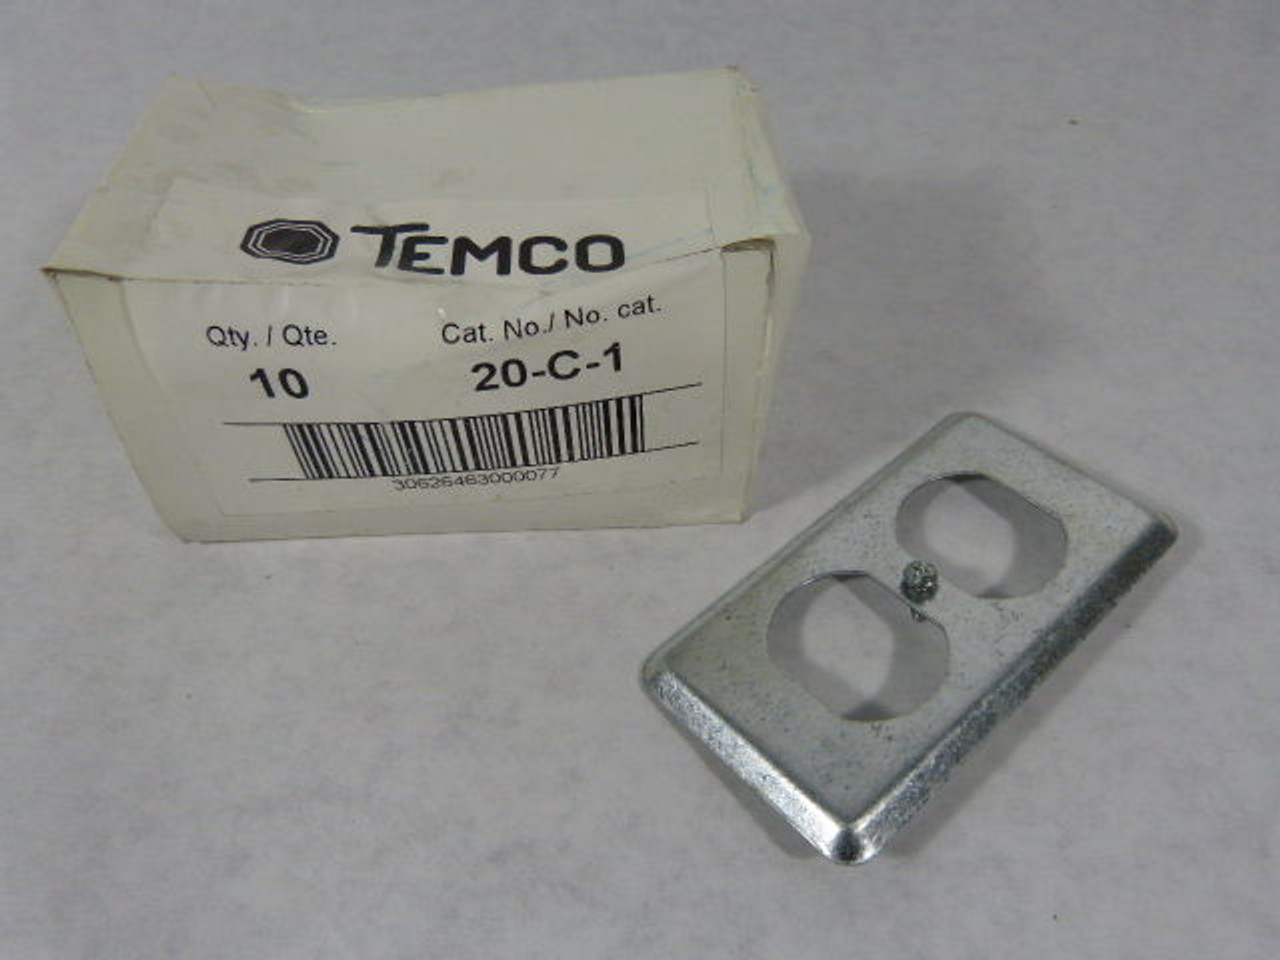 TEMCO
Qty. / Qte.
Cat. No./ No. cat.
10
20-C-1
30626463000077